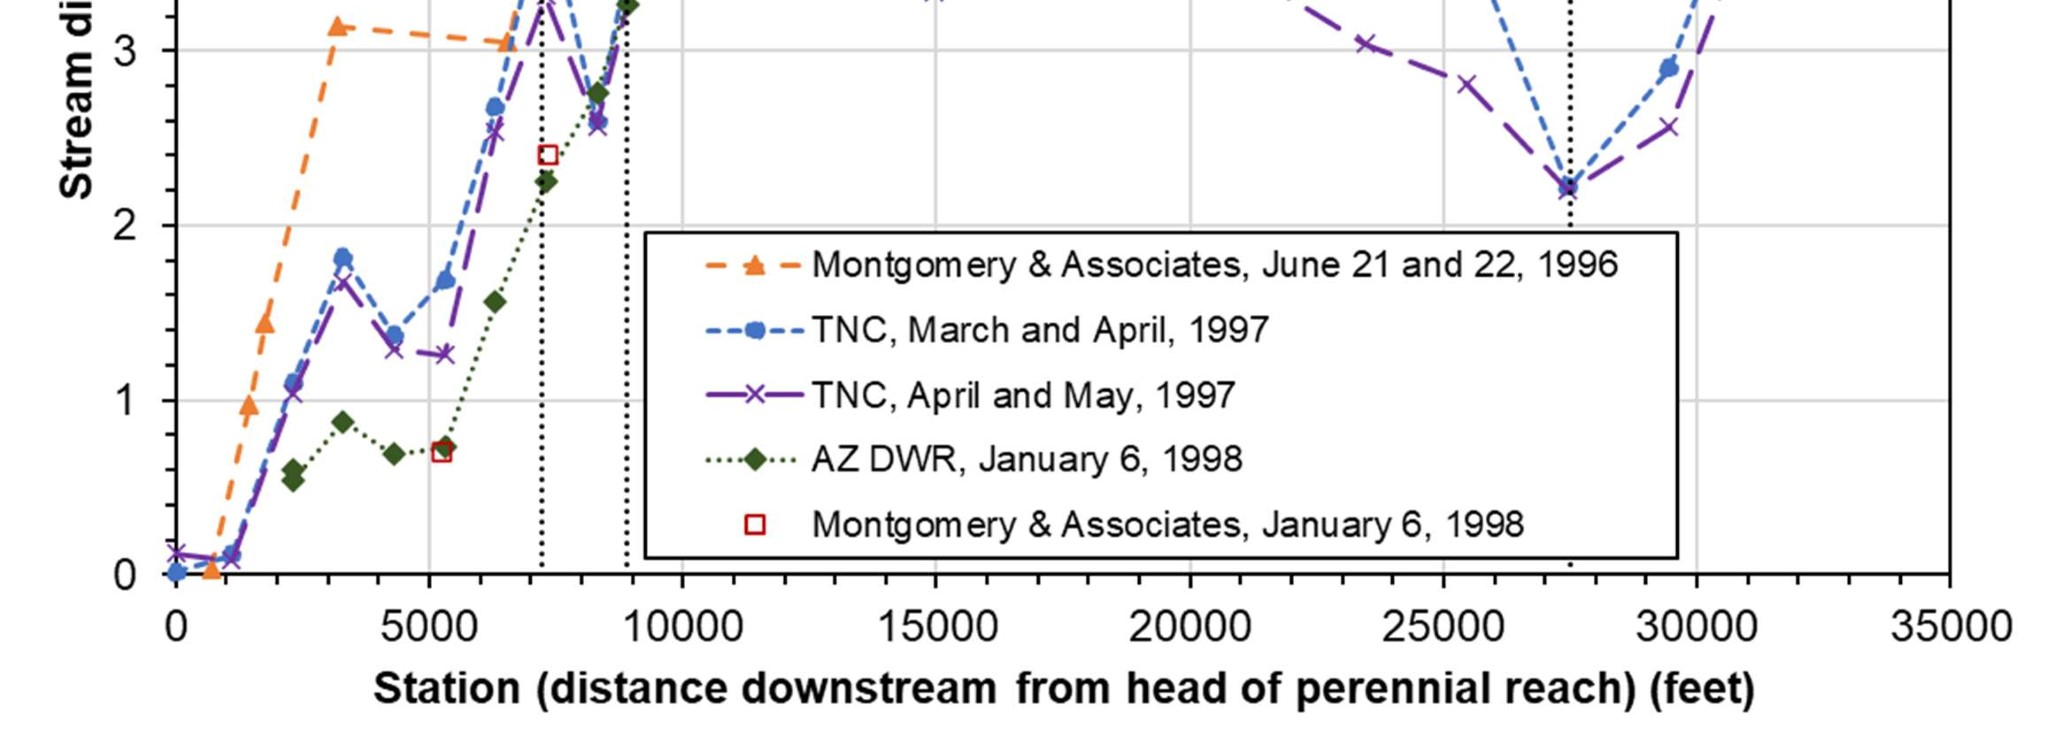 Stream di
3
2
1
0
Montgomery & Associates, June 21 and 22, 1996
TNC, March and April, 1997
TNC, April and May, 1997
AZ DWR, January 6, 1998
Montgomery & Associates, January 6, 1998
0 5000 10000 15000 20000 25000 30000 35000
Station (distance downstream from head of perennial reach) (feet)